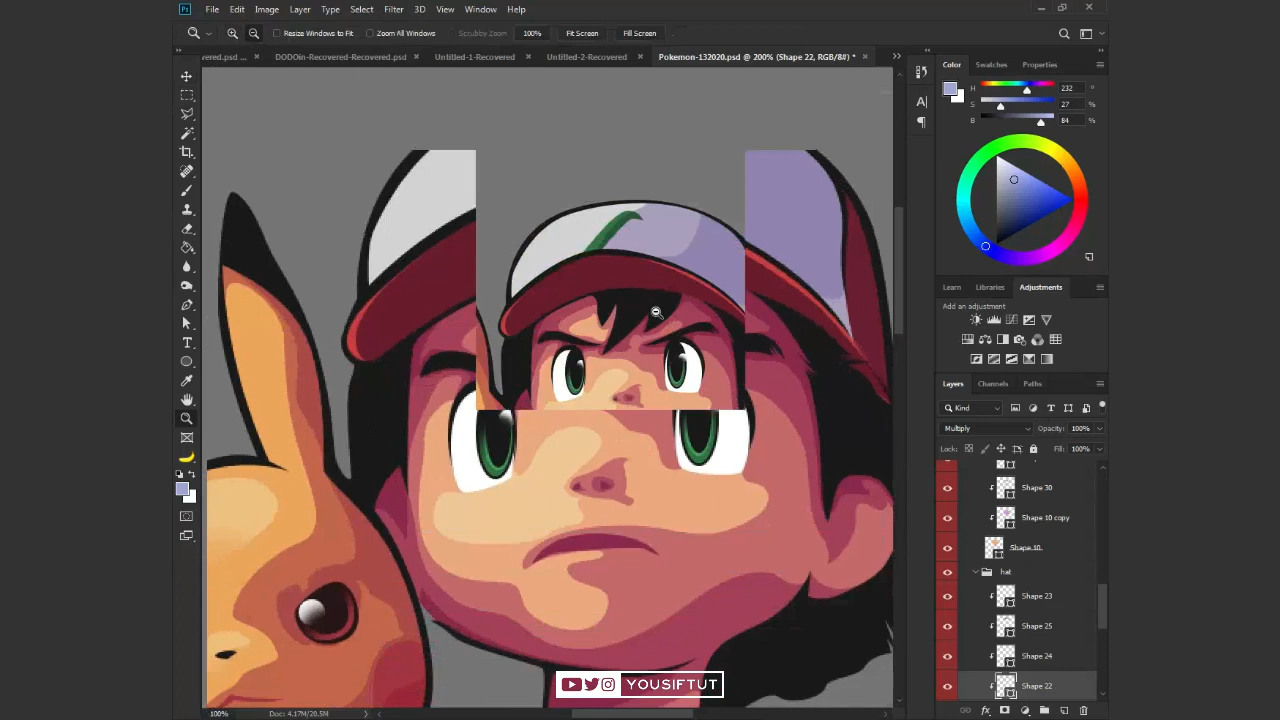 Ps File Edit Image Layer Type Select Filter 3D View Window Help
Resize Windows to Fit Zoom All Windows Scrubby Zoom 100% Fit Screen Fill Screen
vered.psd ... × DODOin-Recovered-Recovered.psd × Untitled-1-Recovered × Untitled-2-Recovered × Pokemon-132020.psd @ 200% (Shape 22, RGB/8#) * ×
Color Swatches Properties
H 232 °
S 27 %
B 84 %
Learn Libraries Adjustments
Add an adjustment
Layers Channels Paths
Kind
Multiply Opacity: 100%
Lock: Fill: 100%
Shape 30
Shape 10 copy
Shape 10
hat
Shape 23
Shape 25
Shape 24
Shape 22
YOUSIFTUT
100% Doc: 4.17M/20.5M